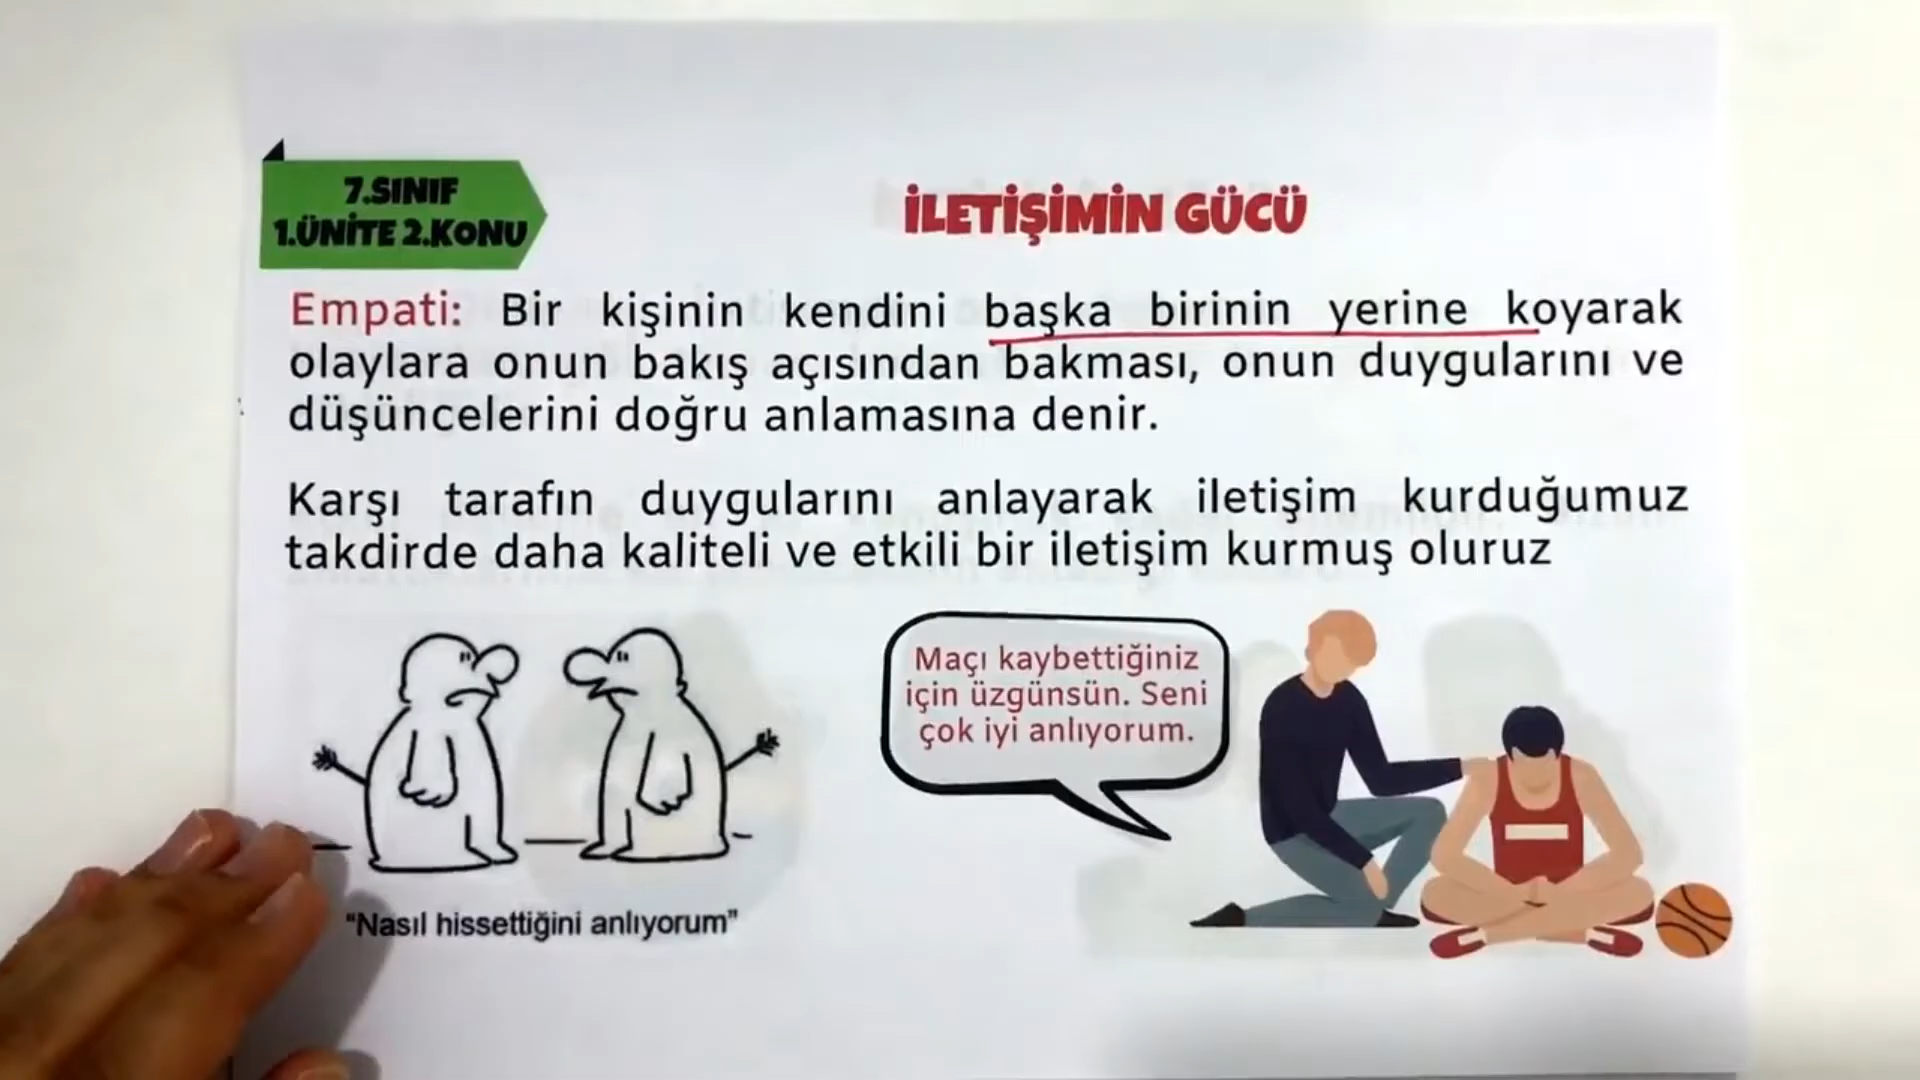 7.SINIF
1.ÜNİTE 2.KONU
İLETİŞİMİN GÜCÜ
Empati: Bir kişinin kendini başka birinin yerine koyarak
olaylara onun bakış açısından bakması, onun duygularını ve
düşüncelerini doğru anlamasına denir.
Karşı tarafın duygularını anlayarak iletişim kurduğumuz
takdirde daha kaliteli ve etkili bir iletişim kurmuş oluruz
Maçı kaybettiğiniz
için üzgünsün. Seni
çok iyi anlıyorum.
"Nasıl hissettiğini anlıyorum"